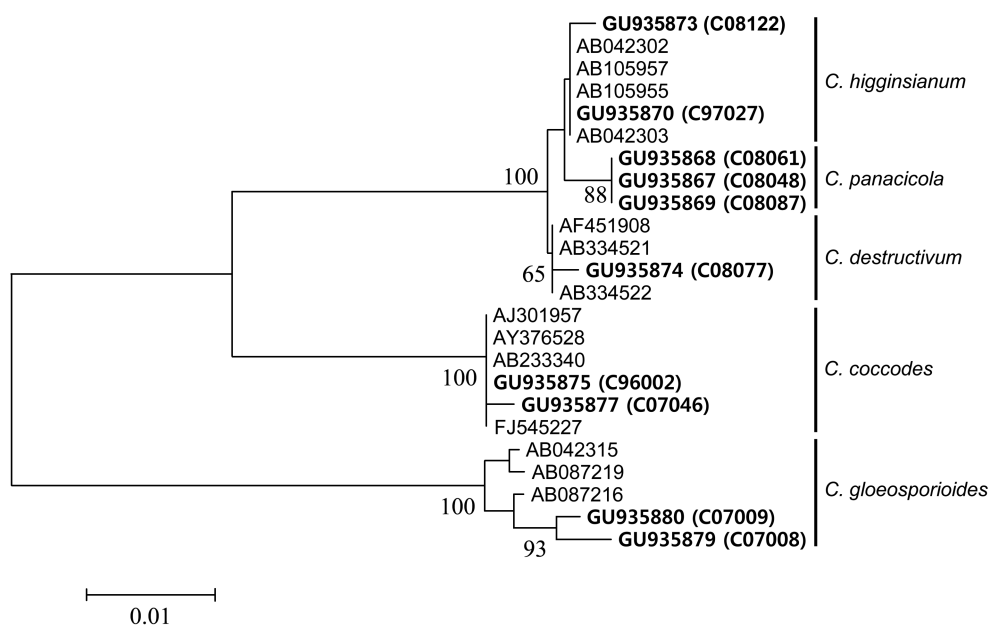 GU935873 (C08122)
AB042302
AB105957
AB105955
GU935870 (C97027)
AB042303
C. higginsianum
GU935868 (C08061)
GU935867 (C08048)
GU935869 (C08087)
C. panacicola
100
88
AF451908
AB334521
GU935874 (C08077)
AB334522
C. destructivum
65
AJ301957
AY376528
AB233340
GU935875 (C96002)
GU935877 (C07046)
FJ545227
C. coccodes
100
AB042315
AB087219
AB087216
GU935880 (C07009)
GU935879 (C07008)
C. gloeosporioides
100
93
0.01